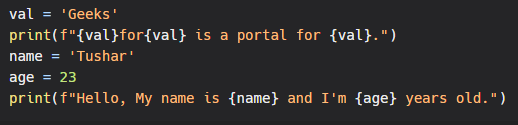 val = 'Geeks'
print(f"{val}for{val} is a portal for {val}.")
name = 'Tushar'
age = 23
print(f"Hello, My name is {name} and I'm {age} years old.")